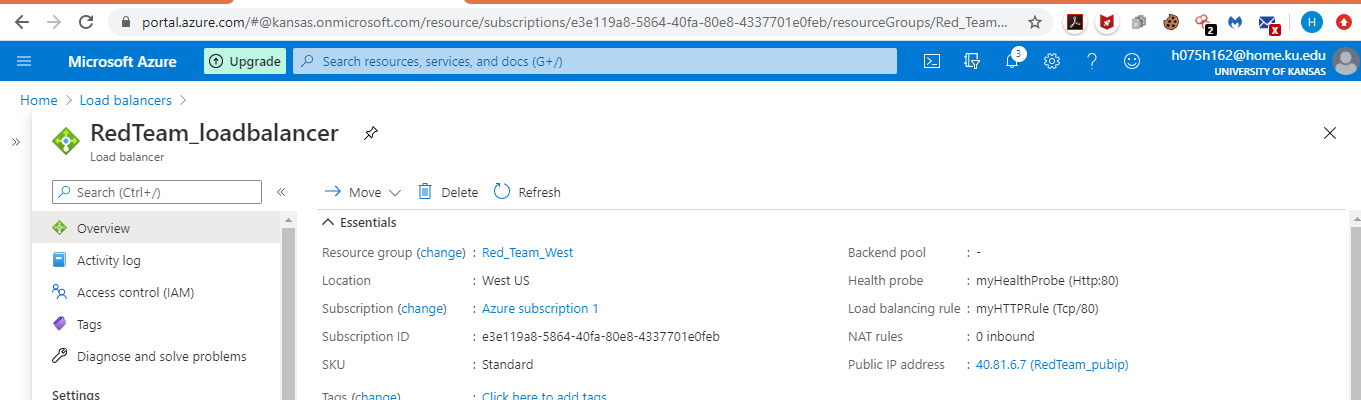 portal.azure.com/#@kansas.onmicrosoft.com/resource/subscriptions/e3e119a8-5864-40fa-80e8-4337701e0feb/resourceGroups/Red_Team... 2 x H
Microsoft Azure Upgrade Search resources, services, and docs (G+/) 3 ? h075h162@home.ku.edu
UNIVERSITY OF KANSAS
Home > Load balancers >
» RedTeam_loadbalancer
Load balancer
Search (Ctrl+/) « Move Delete Refresh
Essentials
Overview
Activity log
Access control (IAM)
Tags
Diagnose and solve problems
Settings
Resource group (change) : Red_Team_West
Location : West US
Subscription (change) : Azure subscription 1
Subscription ID : e3e119a8-5864-40fa-80e8-4337701e0feb
SKU : Standard
Tags (change) : Click here to add tags
Backend pool : -
Health probe : myHealthProbe (Http:80)
Load balancing rule : myHTTPRule (Tcp/80)
NAT rules : 0 inbound
Public IP address : 40.81.6.7 (RedTeam_pubip)